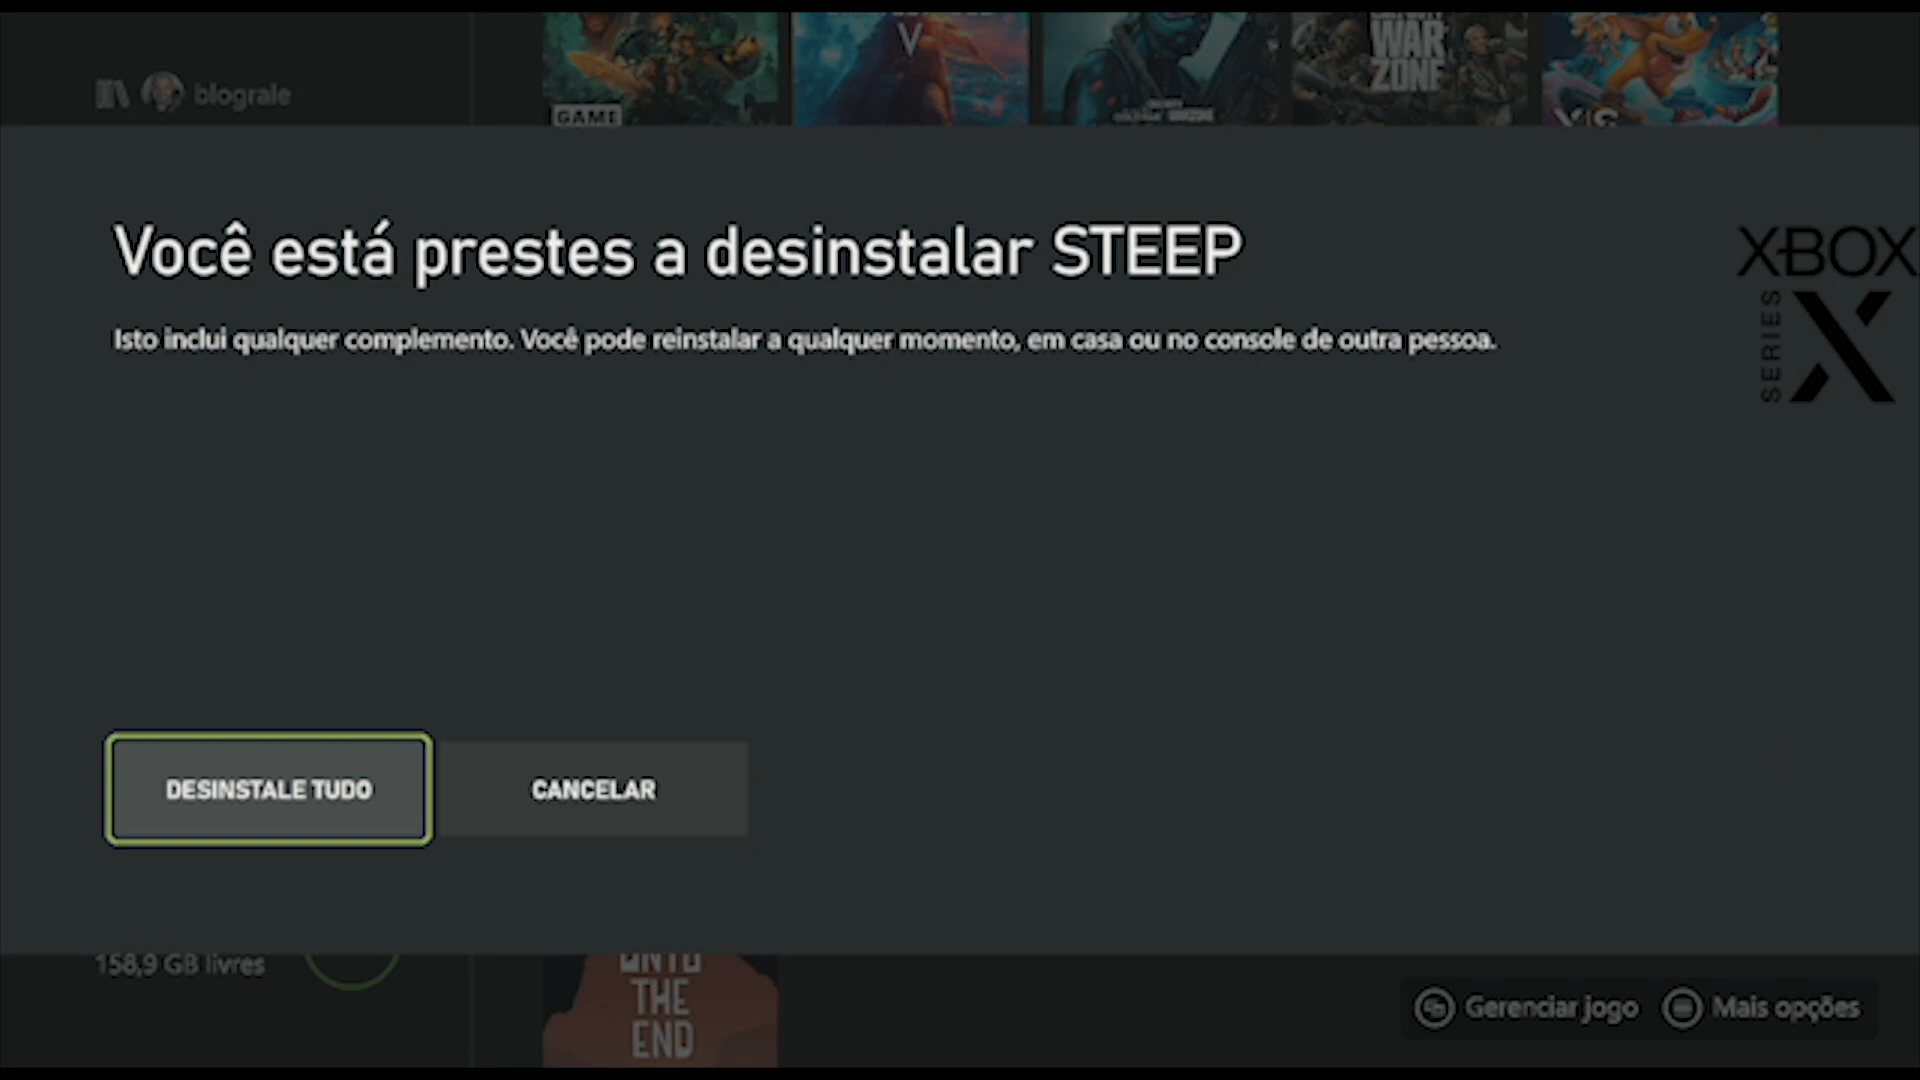 V
WAR
ZONE
blograle
GAME
Você está prestes a desinstalar STEEP
XBOX
SERIES X
Isto inclui qualquer complemento. Você pode reinstalar a qualquer momento, em casa ou no console de outra pessoa.
DESINSTALE TUDO
CANCELAR
158,9 GB livres
THE
END
Gerenciar jogo
Mais opções